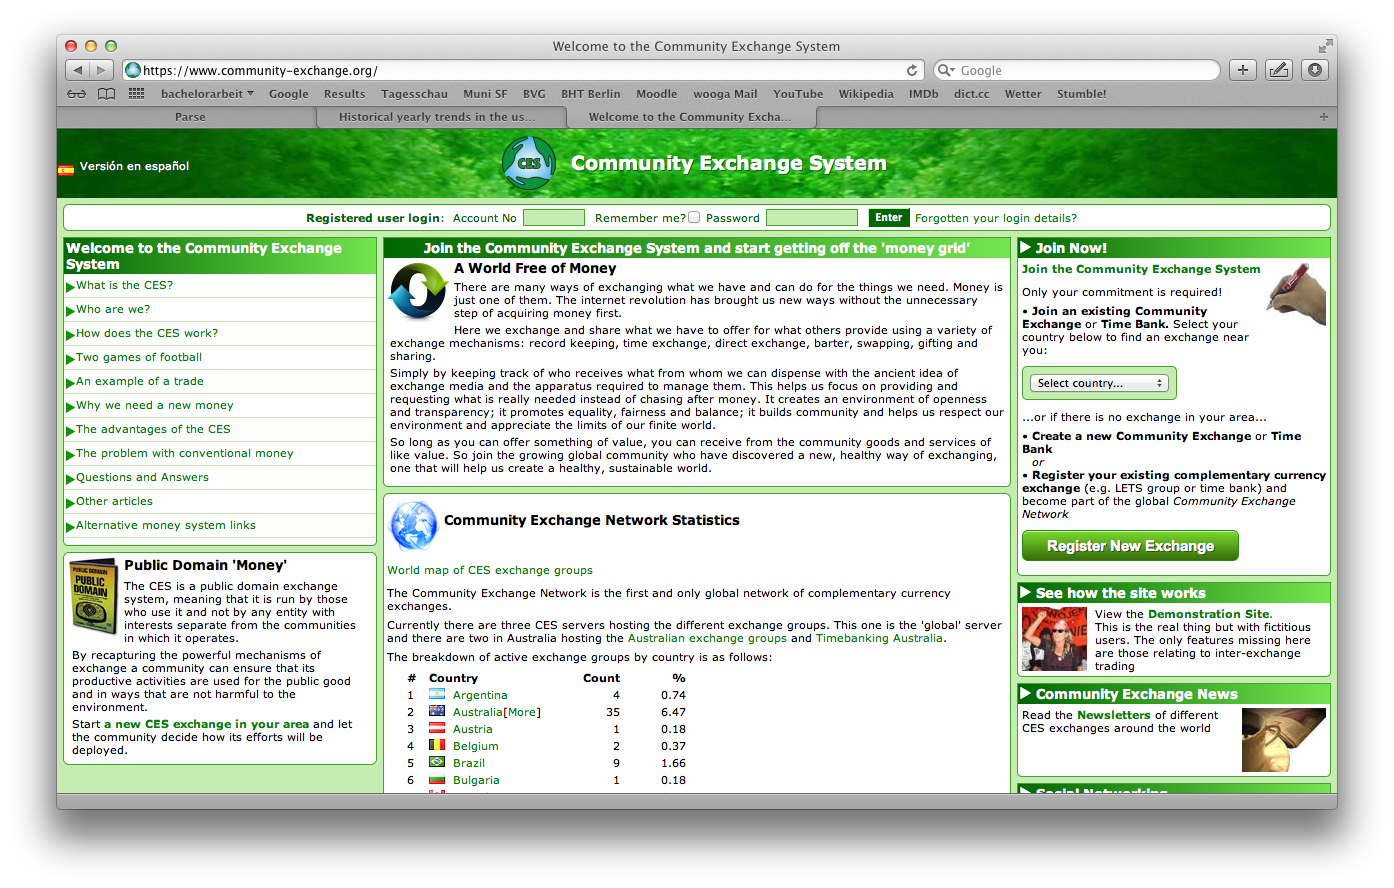 Welcome to the Community Exchange System
https://www.community-exchange.org/
Google
bachelorarbeit Google Results Tagesschau Muni SF BVG BHT Berlin Moodle wooga Mail YouTube Wikipedia IMDb dict.cc Wetter Stumble!
Parse
Historical yearly trends in the us...
Welcome to the Community Excha...
Versión en español
CES
Community Exchange System
Registered user login: Account No Remember me? Password Enter Forgotten your login details?
Welcome to the Community Exchange
System
What is the CES?
Who are we?
How does the CES work?
Two games of football
An example of a trade
Why we need a new money
The advantages of the CES
The problem with conventional money
Questions and Answers
Other articles
Alternative money system links
PUBLIC DOMAIN
PUBLIC
DOMAIN
Public Domain 'Money'
The CES is a public domain exchange
system, meaning that it is run by those
who use it and not by any entity with
interests separate from the communities
in which it operates.
By recapturing the powerful mechanisms of
exchange a community can ensure that its
productive activities are used for the public good
and in ways that are not harmful to the
environment.
Start a new CES exchange in your area and let
the community decide how its efforts will be
deployed.
Join the Community Exchange System and start getting off the 'money grid'
A World Free of Money
There are many ways of exchanging what we have and can do for the things we need. Money is
just one of them. The internet revolution has brought us new ways without the unnecessary
step of acquiring money first.
Here we exchange and share what we have to offer for what others provide using a variety of
exchange mechanisms: record keeping, time exchange, direct exchange, barter, swapping, gifting and
sharing.
Simply by keeping track of who receives what from whom we can dispense with the ancient idea of
exchange media and the apparatus required to manage them. This helps us focus on providing and
requesting what is really needed instead of chasing after money. It creates an environment of openness
and transparency; it promotes equality, fairness and balance; it builds community and helps us respect our
environment and appreciate the limits of our finite world.
So long as you can offer something of value, you can receive from the community goods and services of
like value. So join the growing global community who have discovered a new, healthy way of exchanging,
one that will help us create a healthy, sustainable world.
Community Exchange Network Statistics
World map of CES exchange groups
The Community Exchange Network is the first and only global network of complementary currency
exchanges.
Currently there are three CES servers hosting the different exchange groups. This one is the 'global' server
and there are two in Australia hosting the Australian exchange groups and Timebanking Australia.
The breakdown of active exchange groups by country is as follows:
# Country Count %
1 Argentina 4 0.74
2 Australia[More] 35 6.47
3 Austria 1 0.18
4 Belgium 2 0.37
5 Brazil 9 1.66
6 Bulgaria 1 0.18
Join Now!
Join the Community Exchange System
Only your commitment is required!
• Join an existing Community
Exchange or Time Bank. Select your
country below to find an exchange near
you:
Select country...
...or if there is no exchange in your area...
• Create a new Community Exchange or Time
Bank
or
• Register your existing complementary currency
exchange (e.g. LETS group or time bank) and
become part of the global Community Exchange
Network
Register New Exchange
See how the site works
View the Demonstration Site.
This is the real thing but with fictitious
users. The only features missing here
are those relating to inter-exchange
trading
Community Exchange News
Read the Newsletters of different
CES exchanges around the world
Social Networking